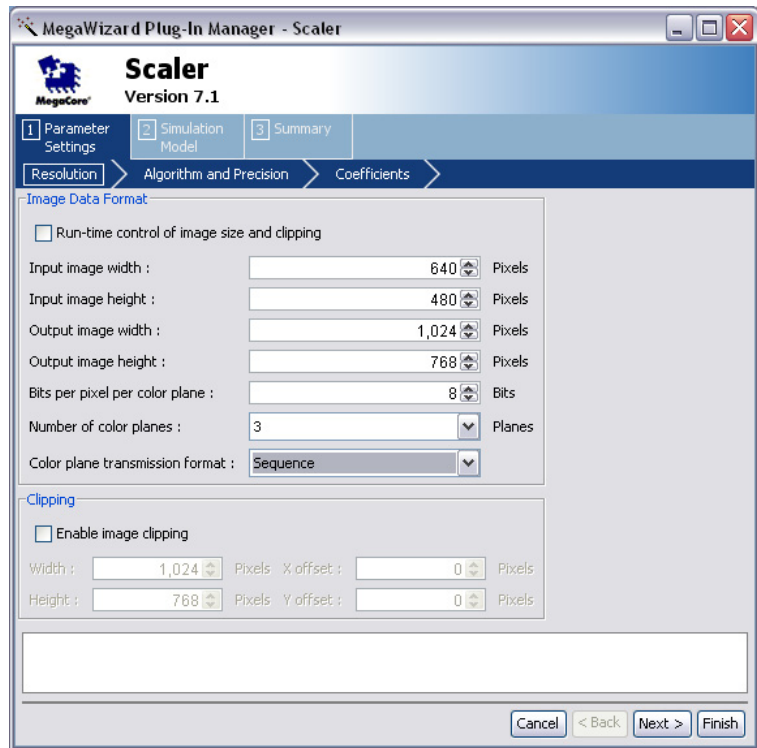 MegaWizard Plug-In Manager - Scaler
MegaCore®
Scaler
Version 7.1
1 Parameter Settings
2 Simulation Model
3 Summary
Resolution
Algorithm and Precision
Coefficients
Image Data Format
Run-time control of image size and clipping
Input image width : 640 Pixels
Input image height : 480 Pixels
Output image width : 1,024 Pixels
Output image height : 768 Pixels
Bits per pixel per color plane : 8 Bits
Number of color planes : 3 Planes
Color plane transmission format : Sequence
Clipping
Enable image clipping
Width : 1,024 Pixels X offset : 0 Pixels
Height : 768 Pixels Y offset : 0 Pixels
Cancel < Back Next > Finish